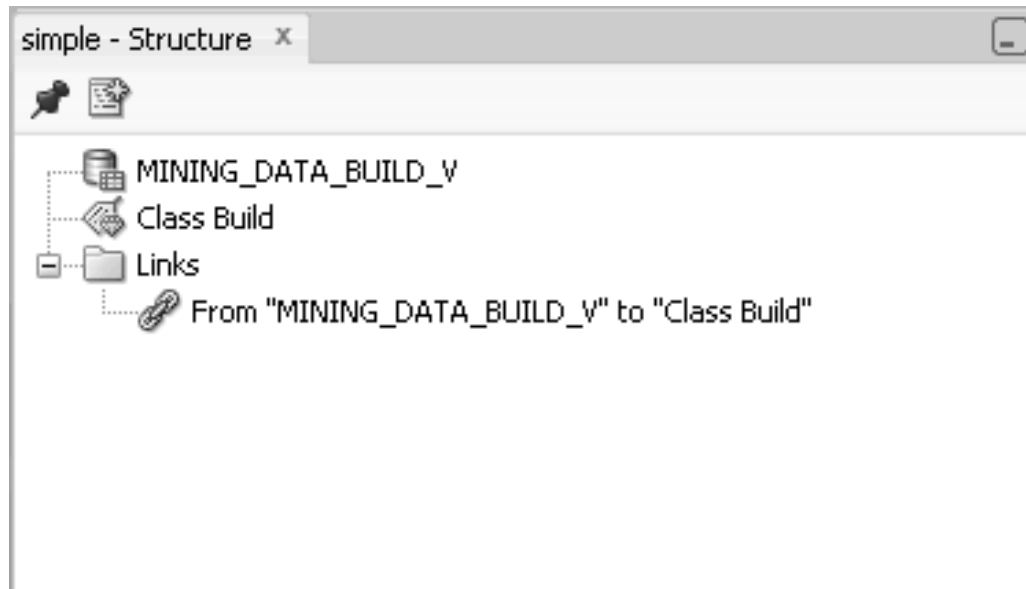 simple - Structure x
MINING_DATA_BUILD_V
Class Build
Links
From "MINING_DATA_BUILD_V" to "Class Build"